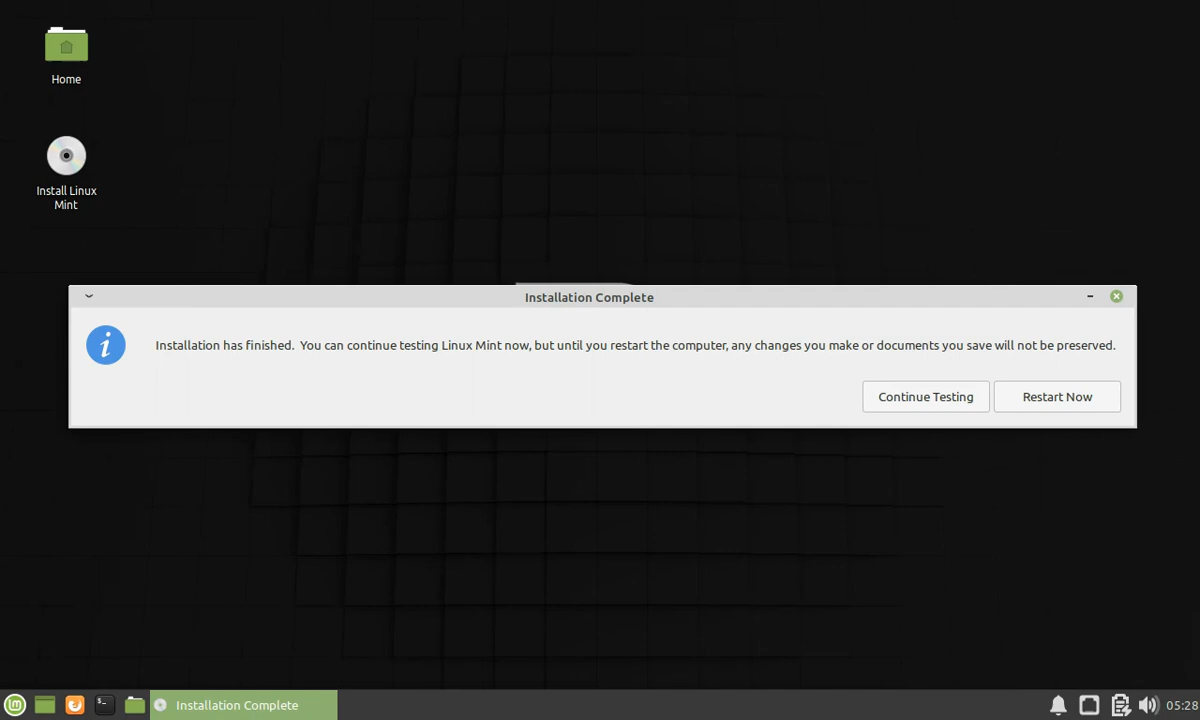 Home
Install Linux
Mint
Installation Complete
Installation has finished.  You can continue testing Linux Mint now, but until you restart the computer, any changes you make or documents you save will not be preserved.
Continue Testing
Restart Now
Installation Complete
05:28